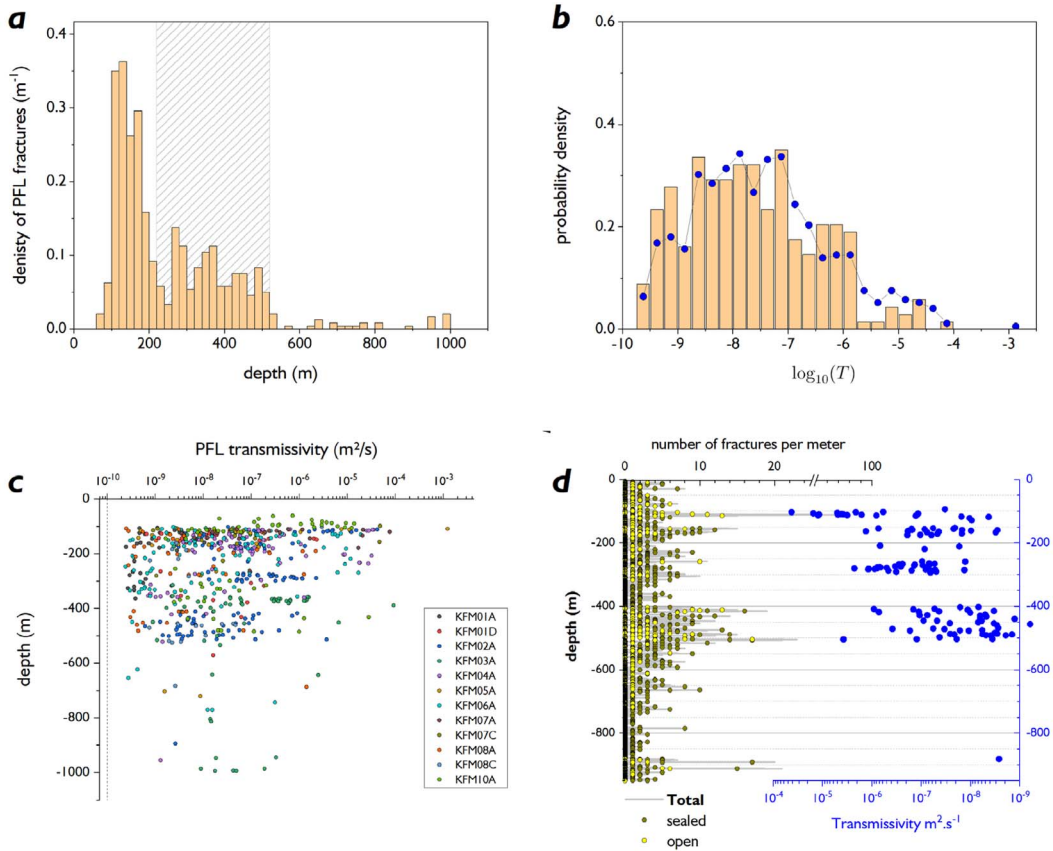 a
0.4
0.3
0.2
0.1
0.0
denisty of PFL fractures (m⁻¹)
0 200 400 600 800 1000
depth (m)
b
0.6
0.4
0.2
0.0
probability density
-10 -9 -8 -7 -6 -5 -4 -3
log₁₀(T)
PFL transmissivity (m²/s)
c
10⁻¹⁰ 10⁻⁹ 10⁻⁸ 10⁻⁷ 10⁻⁶ 10⁻⁵ 10⁻⁴ 10⁻³
0
-200
-400
-600
-800
-1000
depth (m)
KFM01A
KFM01D
KFM02A
KFM03A
KFM04A
KFM05A
KFM06A
KFM07A
KFM07C
KFM08A
KFM08C
KFM10A
number of fractures per meter
d
0 10 20 100
0 0
-200 -200
-400 -400
-600 -600
-800 -800
depth (m)
10⁻⁴ 10⁻⁵ 10⁻⁶ 10⁻⁷ 10⁻⁸ 10⁻⁹
Transmissivity m².s⁻¹
Total
sealed
open